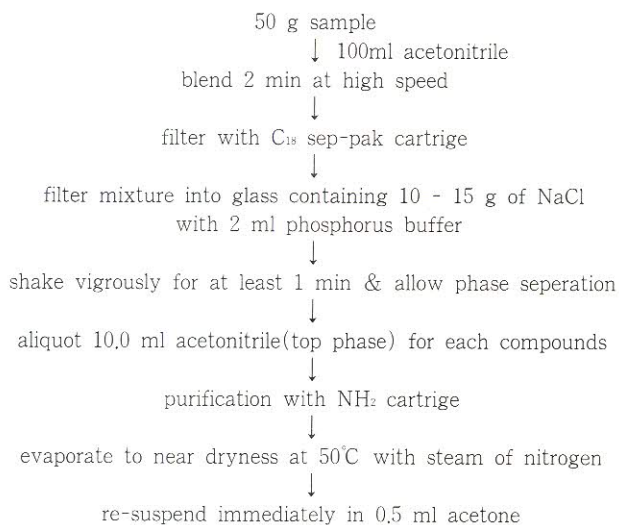 50 g sample
↓ 100ml acetonitrile
blend 2 min at high speed
↓
filter with C₁₈ sep-pak cartrige
↓
filter mixture into glass containing 10 - 15 g of NaCl
with 2 ml phosphorus buffer
↓
shake vigrously for at least 1 min & allow phase seperation
↓
aliquot 10.0 ml acetonitrile(top phase) for each compounds
↓
purification with NH₂ cartrige
↓
evaporate to near dryness at 50℃ with steam of nitrogen
↓
re-suspend immediately in 0.5 ml acetone